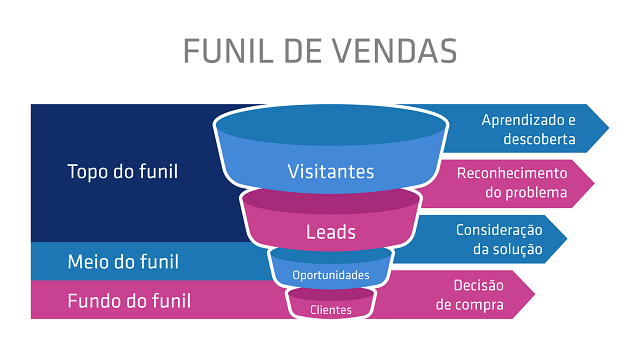 FUNIL DE VENDAS
Topo do funil
Visitantes
Aprendizado e
descoberta
Reconhecimento
do problema
Leads
Meio do funil
Oportunidades
Consideração
da solução
Fundo do funil
Clientes
Decisão
de compra